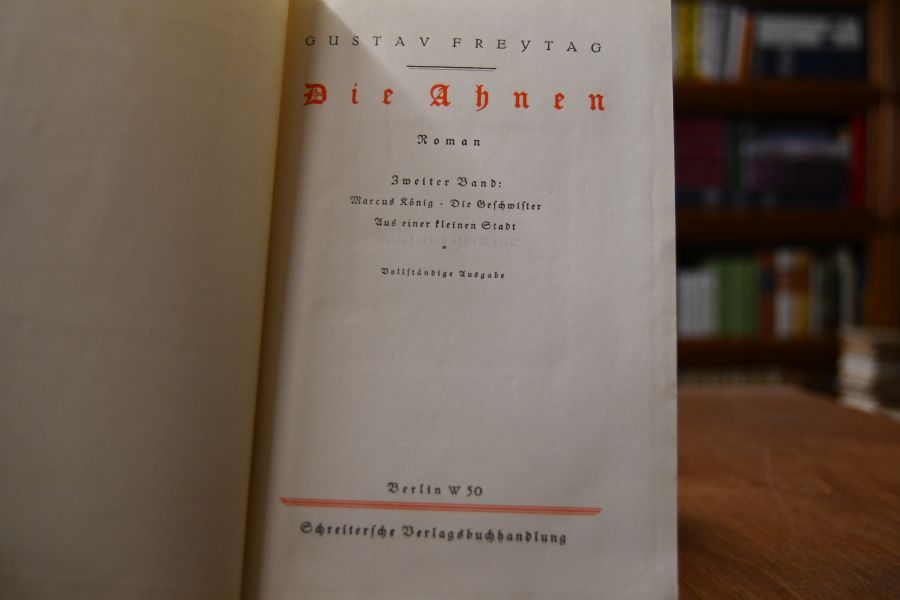 GUSTAV FREYTAG
Die Ahnen
Roman
Zweiter Band:
Marcus König · Die Geschwister
Aus einer kleinen Stadt
*
Vollständige Ausgabe
Berlin W 50
Schreitersche Verlagsbuchhandlung